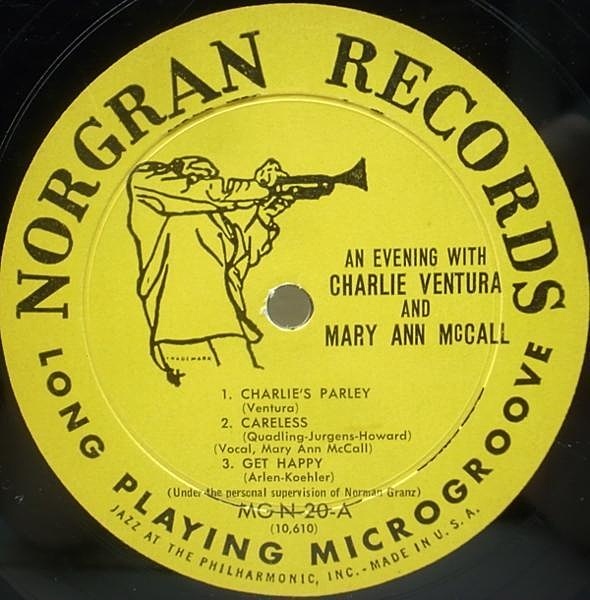 NORGRAN RECORDS
AN EVENING WITH
CHARLIE VENTURA
AND
MARY ANN McCALL
TRADEMARK
1. CHARLIE'S PARLEY
(Ventura)
2. CARELESS
(Quadling-Jurgens-Howard)
(Vocal, Mary Ann McCall)
3. GET HAPPY
(Arlen-Koehler)
(Under the personal supervision of Norman Granz)
MG N-20-A
(10,610)
LONG PLAYING MICROGROOVE
JAZZ AT THE PHILHARMONIC, INC.-MADE IN U.S.A.